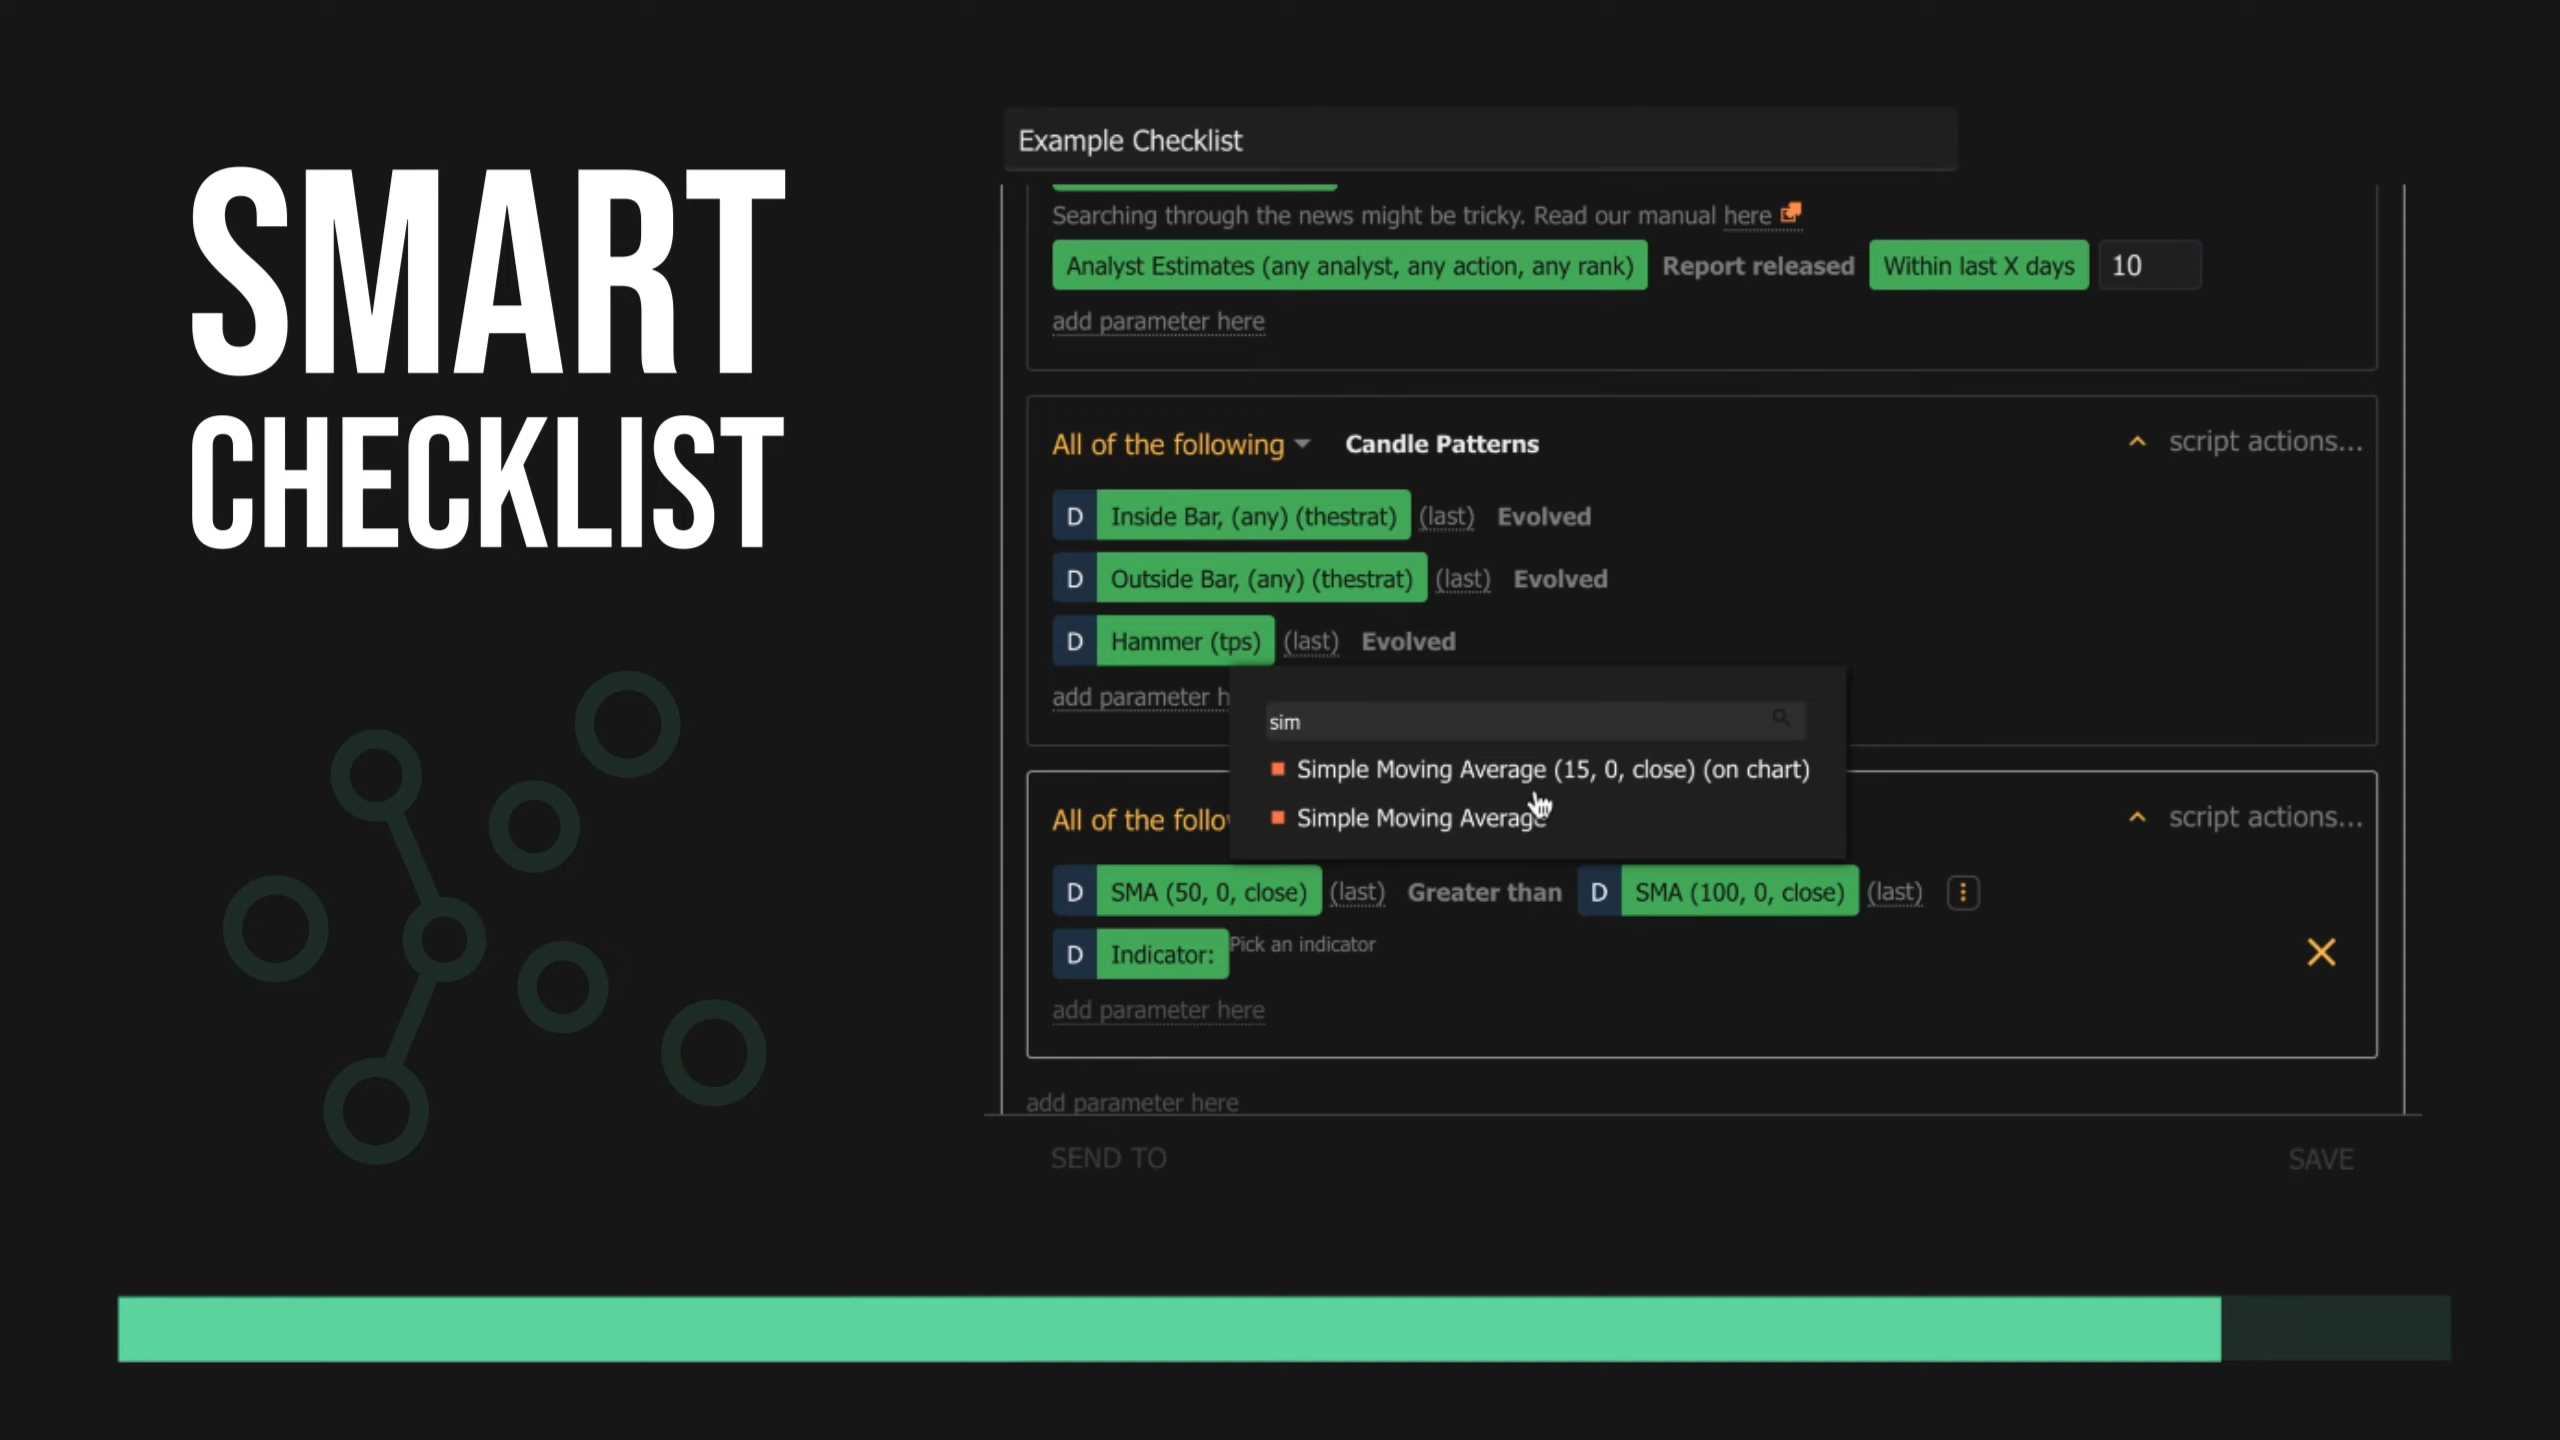 SMART
CHECKLIST
Example Checklist
Searching through the news might be tricky. Read our manual here
Analyst Estimates (any analyst, any action, any rank) Report released Within last X days 10
add parameter here
All of the following Candle Patterns script actions...
D Inside Bar, (any) (thestrat) (last) Evolved
D Outside Bar, (any) (thestrat) (last) Evolved
D Hammer (tps) (last) Evolved
add parameter h
sim
Simple Moving Average (15, 0, close) (on chart)
Simple Moving Average
All of the follo script actions...
D SMA (50, 0, close) (last) Greater than D SMA (100, 0, close) (last)
D Indicator: Pick an indicator
add parameter here
add parameter here
SEND TO SAVE